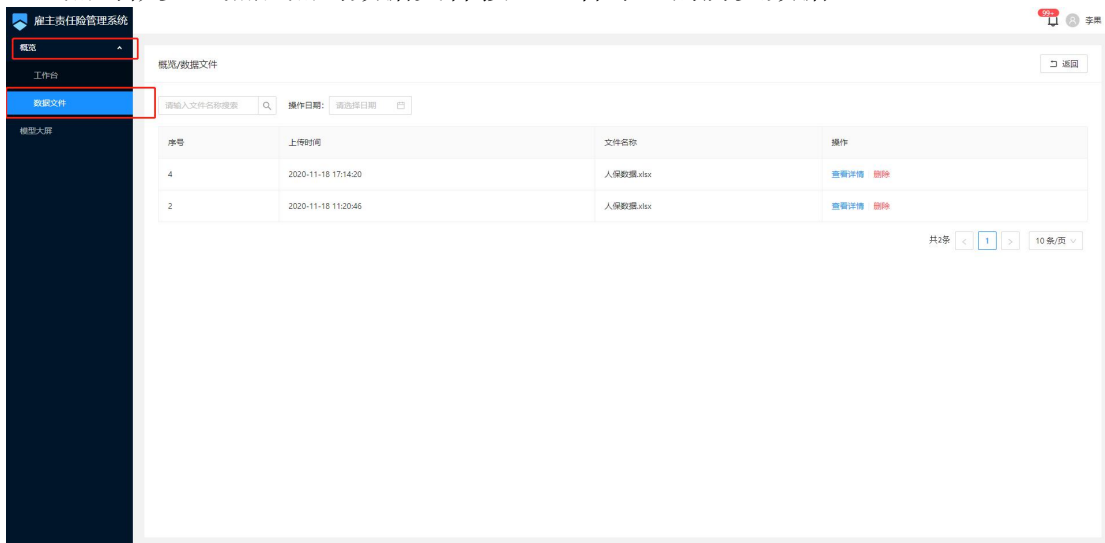 雇主责任险管理系统
99+
李果
概览
工作台
数据文件
模型大屏
概览/数据文件
返回
请输入文件名称搜索
操作日期: 请选择日期
序号 上传时间 文件名称 操作
4 2020-11-18 17:14:20 人保数据.xlsx 查看详情 删除
2 2020-11-18 11:20:46 人保数据.xlsx 查看详情 删除
共2条 < 1 > 10 条/页